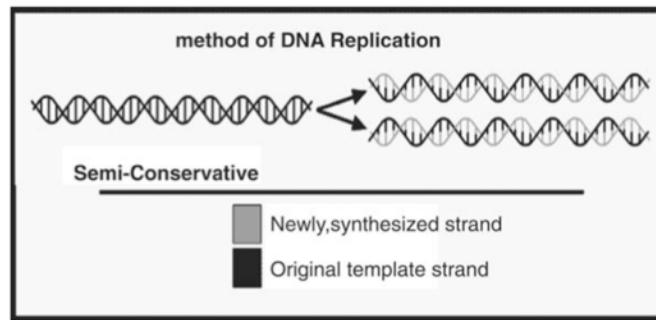 method of DNA Replication
Semi-Conservative
Newly,synthesized strand
Original template strand